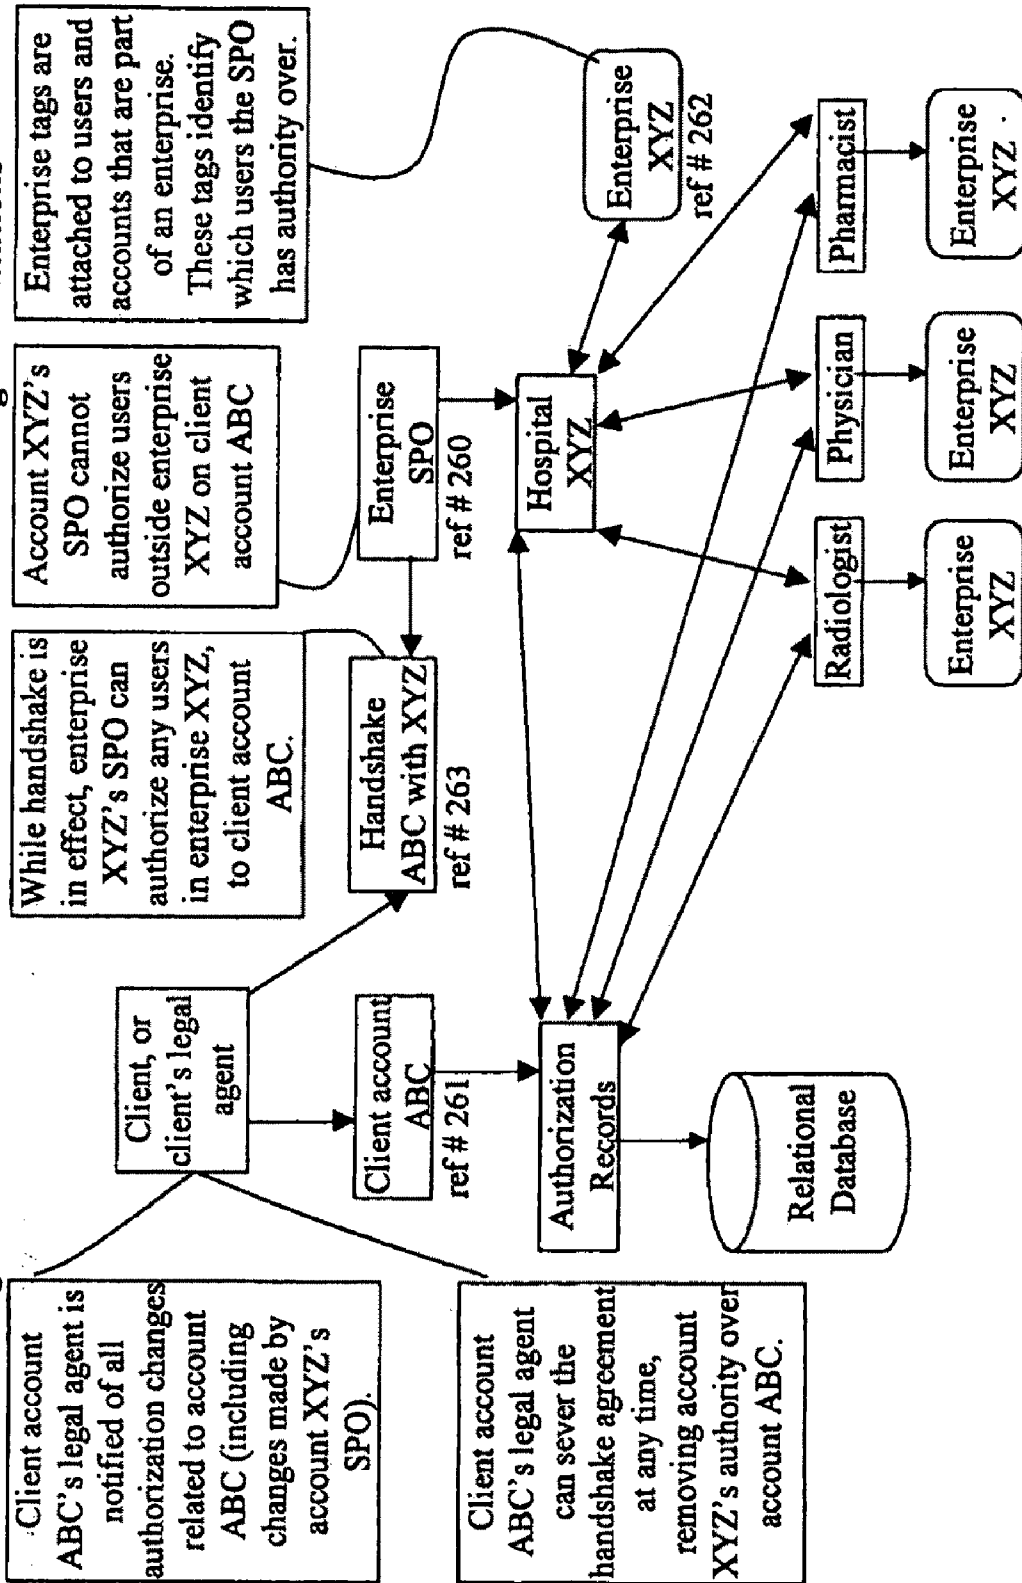 Client account
ABC's legal agent is
notified of all
authorization changes
related to account
ABC (including
changes made by
account XYZ's
SPO).
Client account
ABC's legal agent
can sever the
handshake agreement
at any time,
removing account
XYZ's authority over
account ABC.
Client, or
client's legal
agent
While handshake is
in effect, enterprise
XYZ's SPO can
authorize any users
in enterprise XYZ,
to client account
ABC.
Account XYZ's
SPO cannot
authorize users
outside enterprise
XYZ on client
account ABC
Enterprise tags are
attached to users and
accounts that are part
of an enterprise.
These tags identify
which users the SPO
has authority over.
Client account
ABC
ref # 261
Handshake
ABC with XYZ
ref # 263
Enterprise
SPO
ref # 260
Authorization
Records
Hospital
XYZ
Enterprise
XYZ
ref # 262
Relational
Database
Radiologist
Physician
Pharmacist
Enterprise
XYZ
Enterprise
XYZ
Enterprise
XYZ